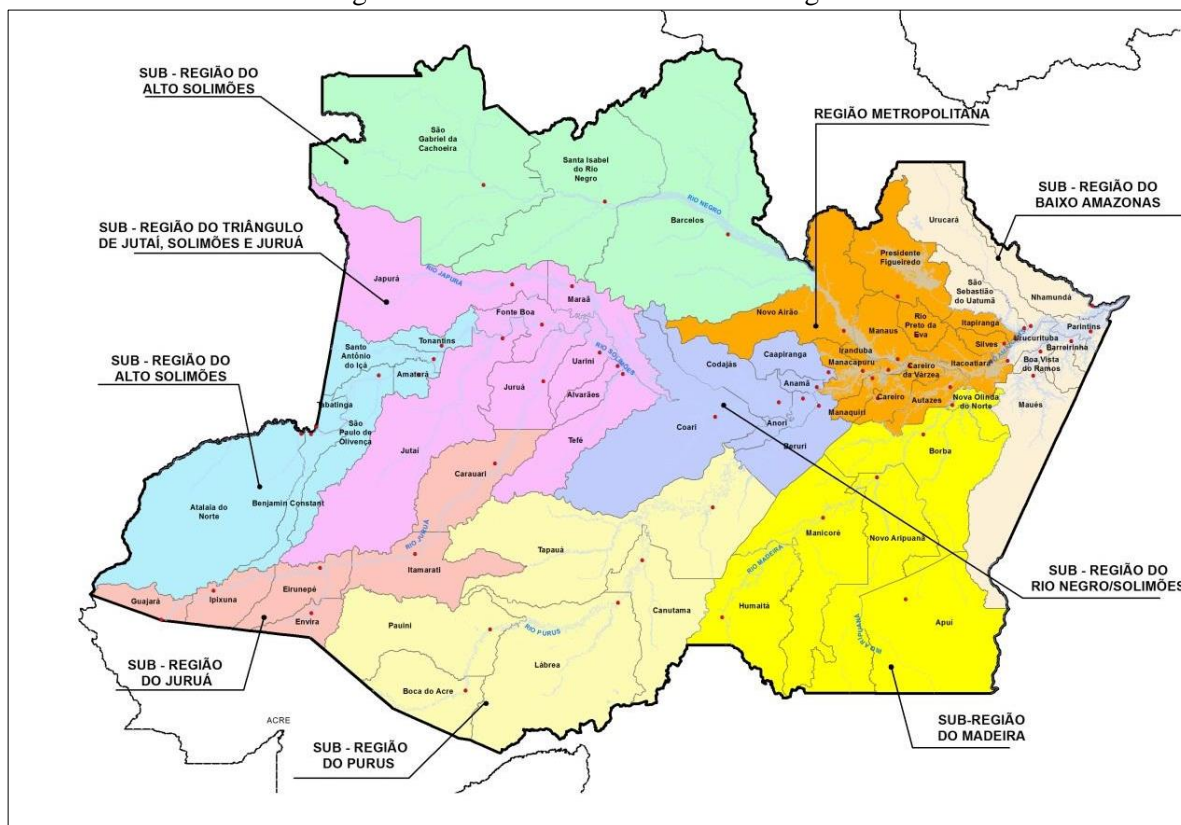 SUB - REGIÃO DO
ALTO SOLIMÕES
SUB - REGIÃO DO TRIÂNGULO
DE JUTAÍ, SOLIMÕES E JURUÁ
SUB - REGIÃO DO
ALTO SOLIMÕES
SUB - REGIÃO
DO JURUÁ
SUB - REGIÃO
DO PURUS
REGIÃO METROPOLITANA
SUB - REGIÃO DO
BAIXO AMAZONAS
SUB - REGIÃO DO
RIO NEGRO/SOLIMÕES
SUB-REGIÃO
DO MADEIRA
ACRE
São
Gabriel da
Cachoeira
Santa Isabel
do Rio
Negro
RIO NEGRO
Barcelos
Japurá
RIO JAPURÁ
Maraã
Fonte Boa
Uarini
RIO SOLIMÕES
Juruá
Alvarães
Tefé
Jutaí
Tonantins
Santo
Antônio
do Içá
Amaturá
Tabatinga
São
Paulo de
Olivença
Atalaia do
Norte
Benjamin Constant
Carauari
RIO JURUÁ
Itamarati
Eirunepé
Ipixuna
Guajará
Envira
Tapauá
Pauini
RIO PURUS
Canutama
Lábrea
Boca do Acre
Codajás
Caapiranga
Anamã
Coari
Anori
Beruri
Novo Airão
Presidente
Figueiredo
Manaus
Rio
Preto da
Eva
Itapiranga
Silves
Iranduba
Manacapuru
Careiro
da Várzea
Itacoatiara
Careiro
Autazes
Manaquiri
Urucará
São
Sebastião
do Uatumã
Nhamundá
Parintins
Urucurituba
Barreirinha
Boa Vista
do Ramos
Maués
Nova Olinda
do Norte
Borba
Manicoré
Novo Aripuanã
RIO MADEIRA
Humaitá
RIO ARIPUANÃ
Apuí